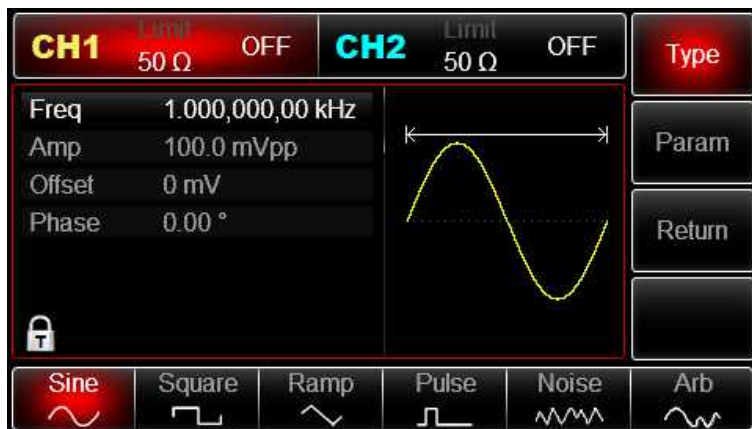 CH1 Limit 50 Ω OFF
CH2 Limit 50 Ω OFF
Type
Freq 1.000,000,00 kHz
Amp 100.0 mVpp
Offset 0 mV
Phase 0.00 °
Param
Return
T
Sine Square Ramp Pulse Noise Arb